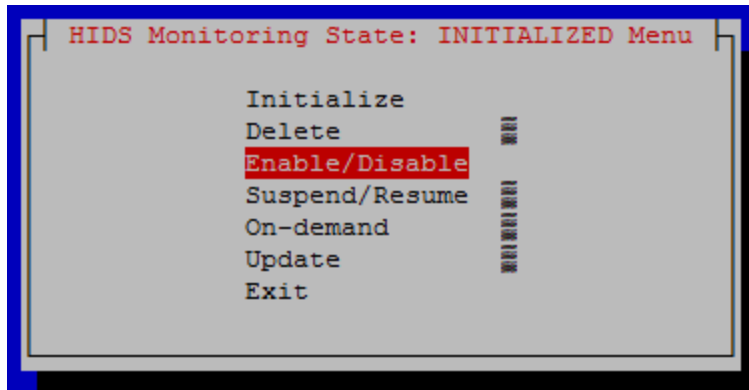 HIDS Monitoring State: INITIALIZED Menu
Initialize
Delete
Enable/Disable
Suspend/Resume
On-demand
Update
Exit